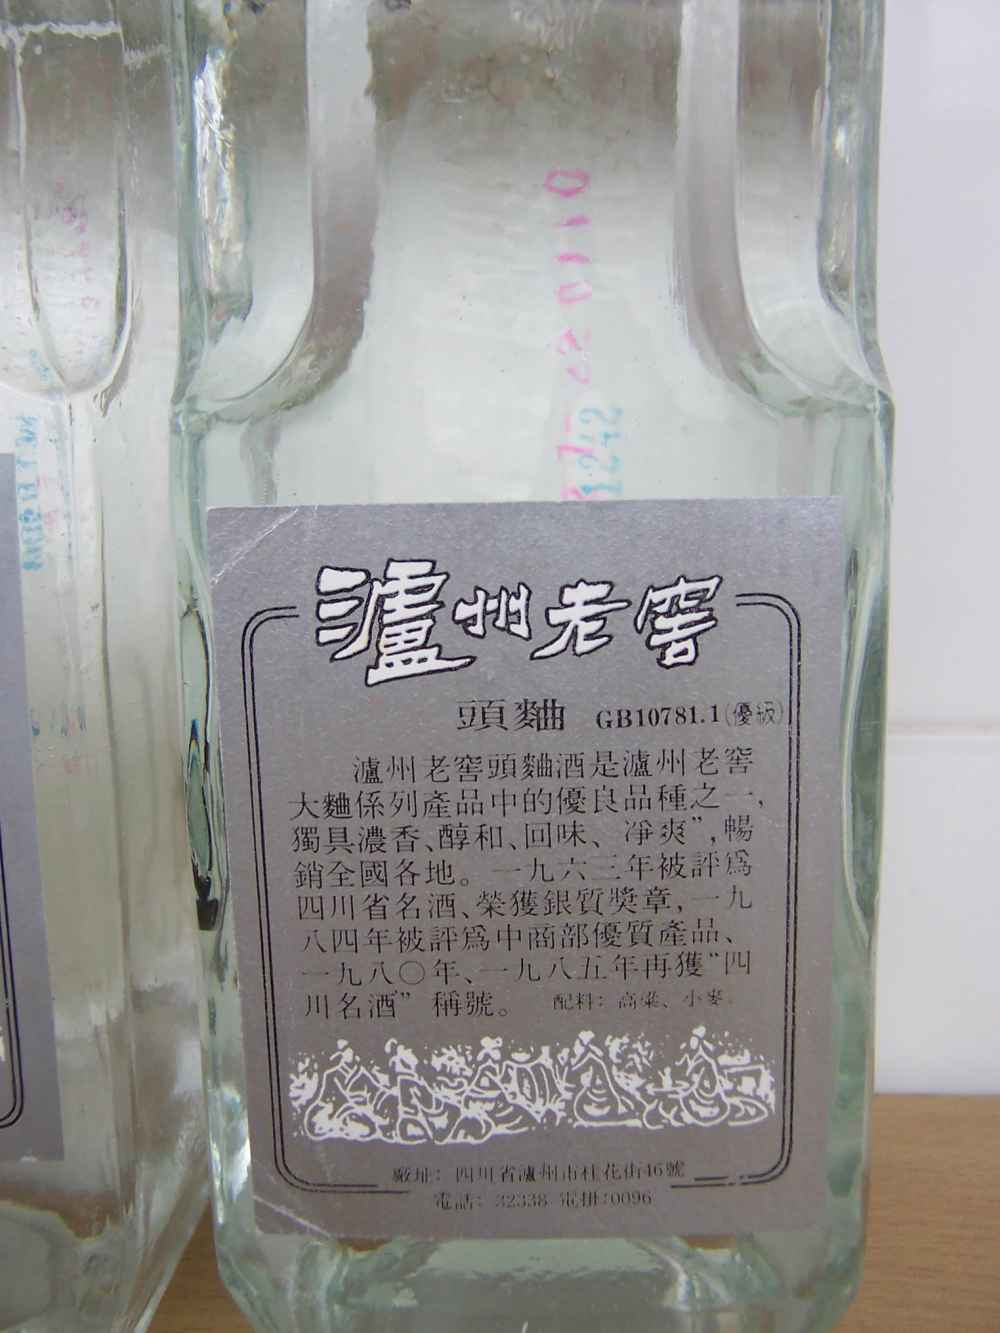 1242
瀘州老窖
頭麯 GB10781.1(優級)
瀘州老窖頭麯酒是瀘州老窖
大麯係列產品中的優良品種之一,
獨具濃香、醇和、回味、凈爽”,暢
銷全國各地。一九六三年被評爲
四川省名酒、榮獲銀質獎章,一九
八四年被評爲中商部優質產品、
一九八〇年、一九八五年再獲“四
川名酒”稱號。 配料:高粱、小麥.
廠址:四川省瀘州市桂花街46號
電話:32338 電掛:0096